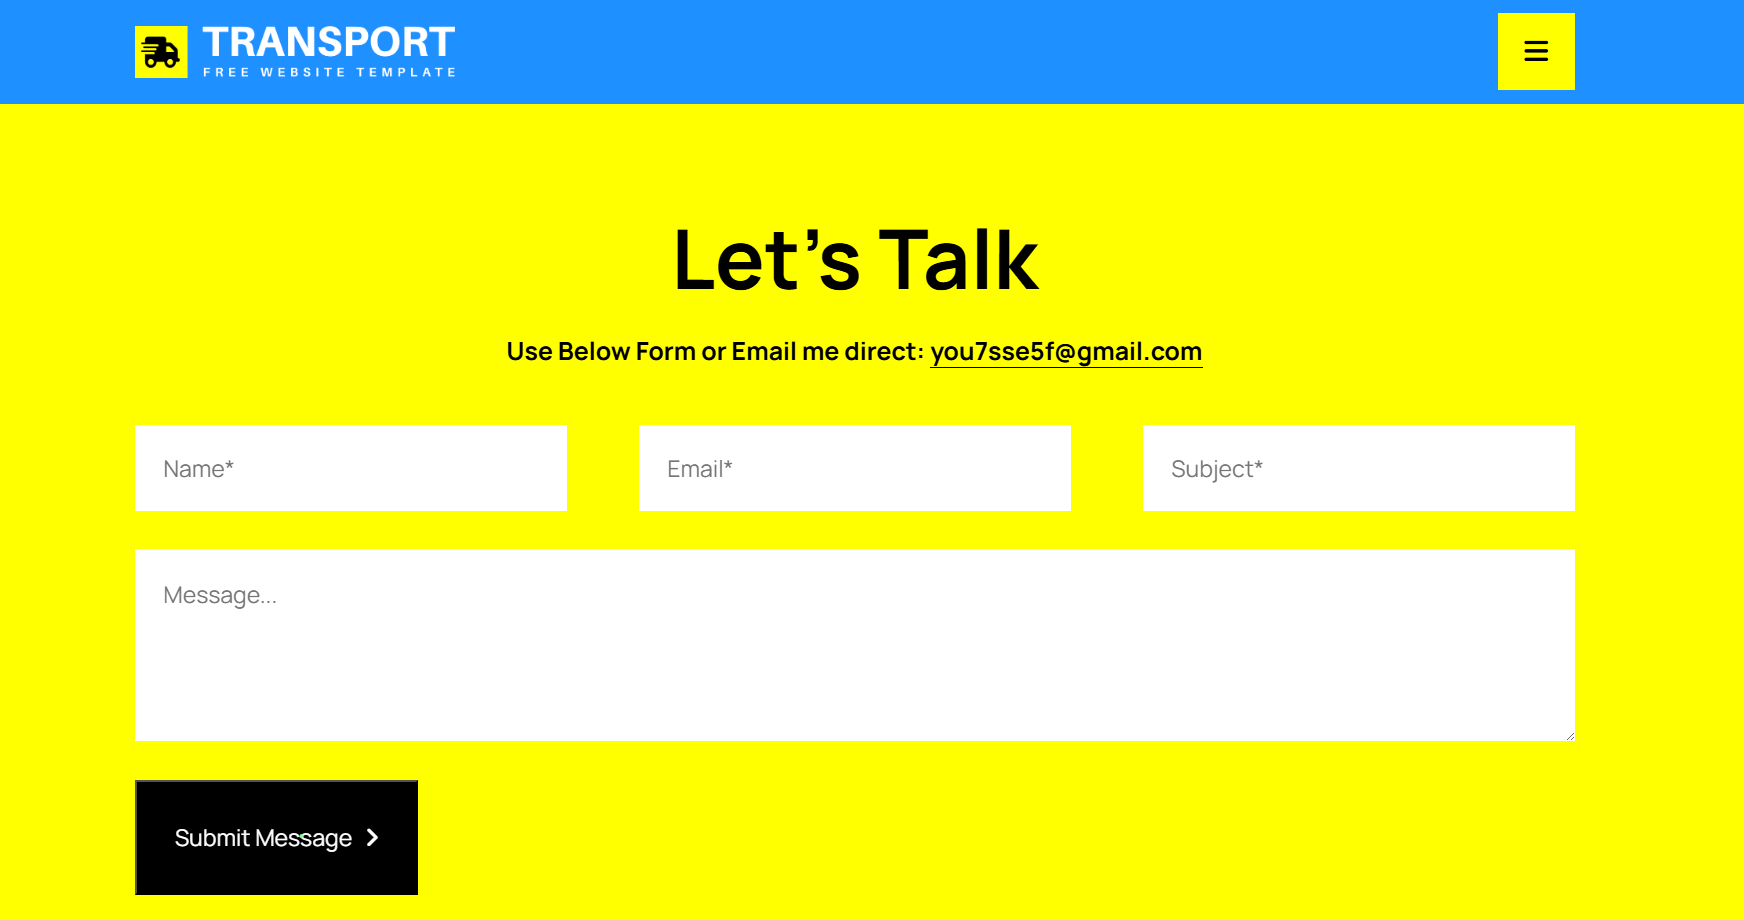 TRANSPORT
FREE WEBSITE TEMPLATE
Let’s Talk
Use Below Form or Email me direct: you7sse5f@gmail.com
Name*
Email*
Subject*
Message...
Submit Message